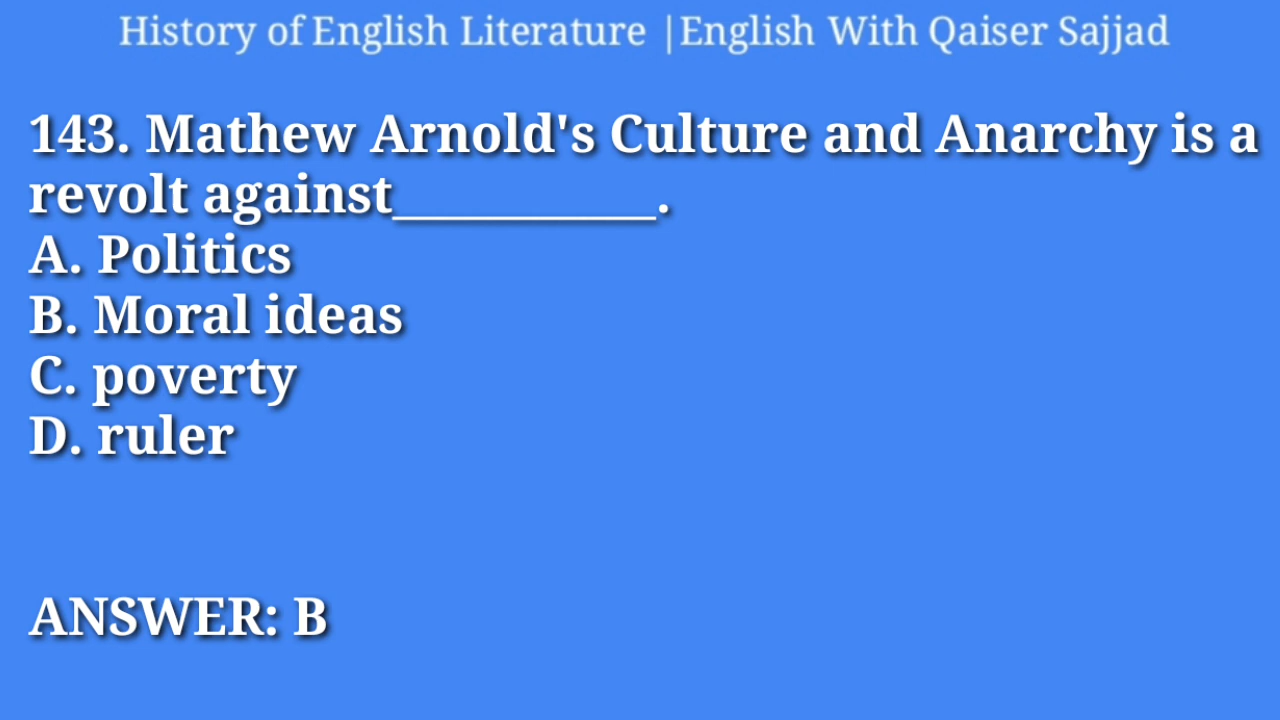 History of English Literature |English With Qaiser Sajjad
143. Mathew Arnold's Culture and Anarchy is a
revolt against__________.
A. Politics
B. Moral ideas
C. poverty
D. ruler
ANSWER: B